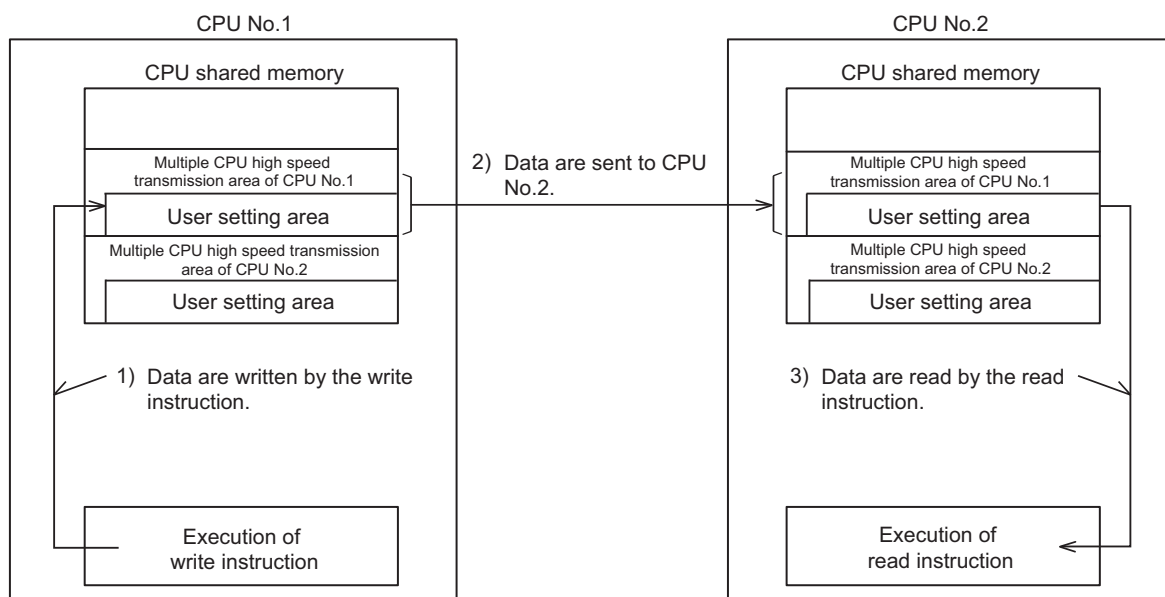 CPU No.1
CPU shared memory
Multiple CPU high speed
transmission area of CPU No.1
User setting area
Multiple CPU high speed transmission
area of CPU No.2
User setting area
1) Data are written by the write
instruction.
Execution of
write instruction
2) Data are sent to CPU
No.2.
CPU No.2
CPU shared memory
Multiple CPU high speed
transmission area of CPU No.1
User setting area
Multiple CPU high speed
transmission area of CPU No.2
User setting area
3) Data are read by the read
instruction.
Execution of
read instruction